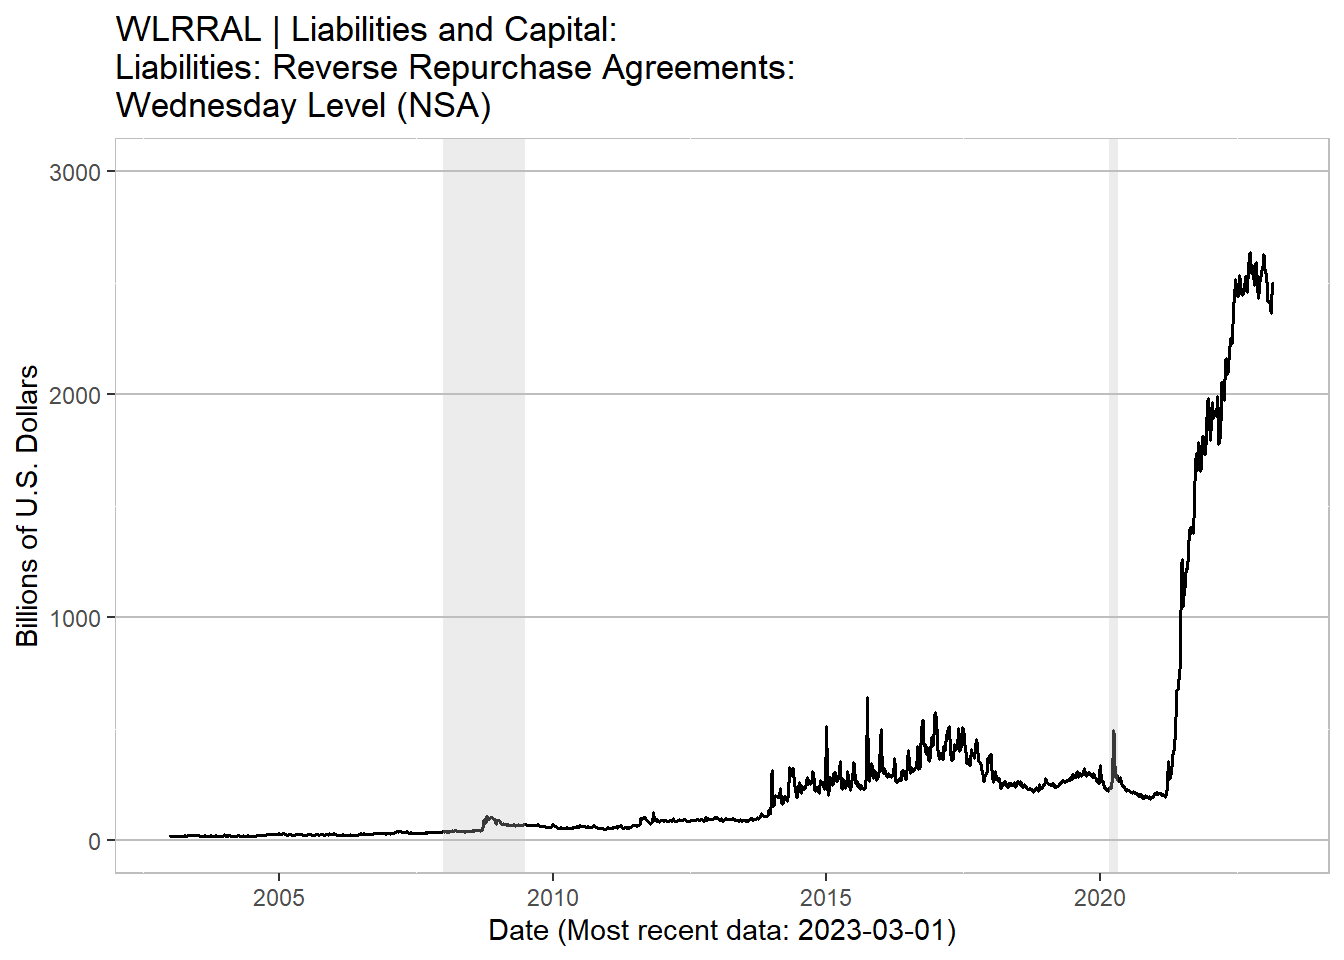 WLRRAL | Liabilities and Capital:
Liabilities: Reverse Repurchase Agreements:
Wednesday Level (NSA)
3000
2000
1000
0
Billions of U.S. Dollars
2005 2010 2015 2020
Date (Most recent data: 2023-03-01)